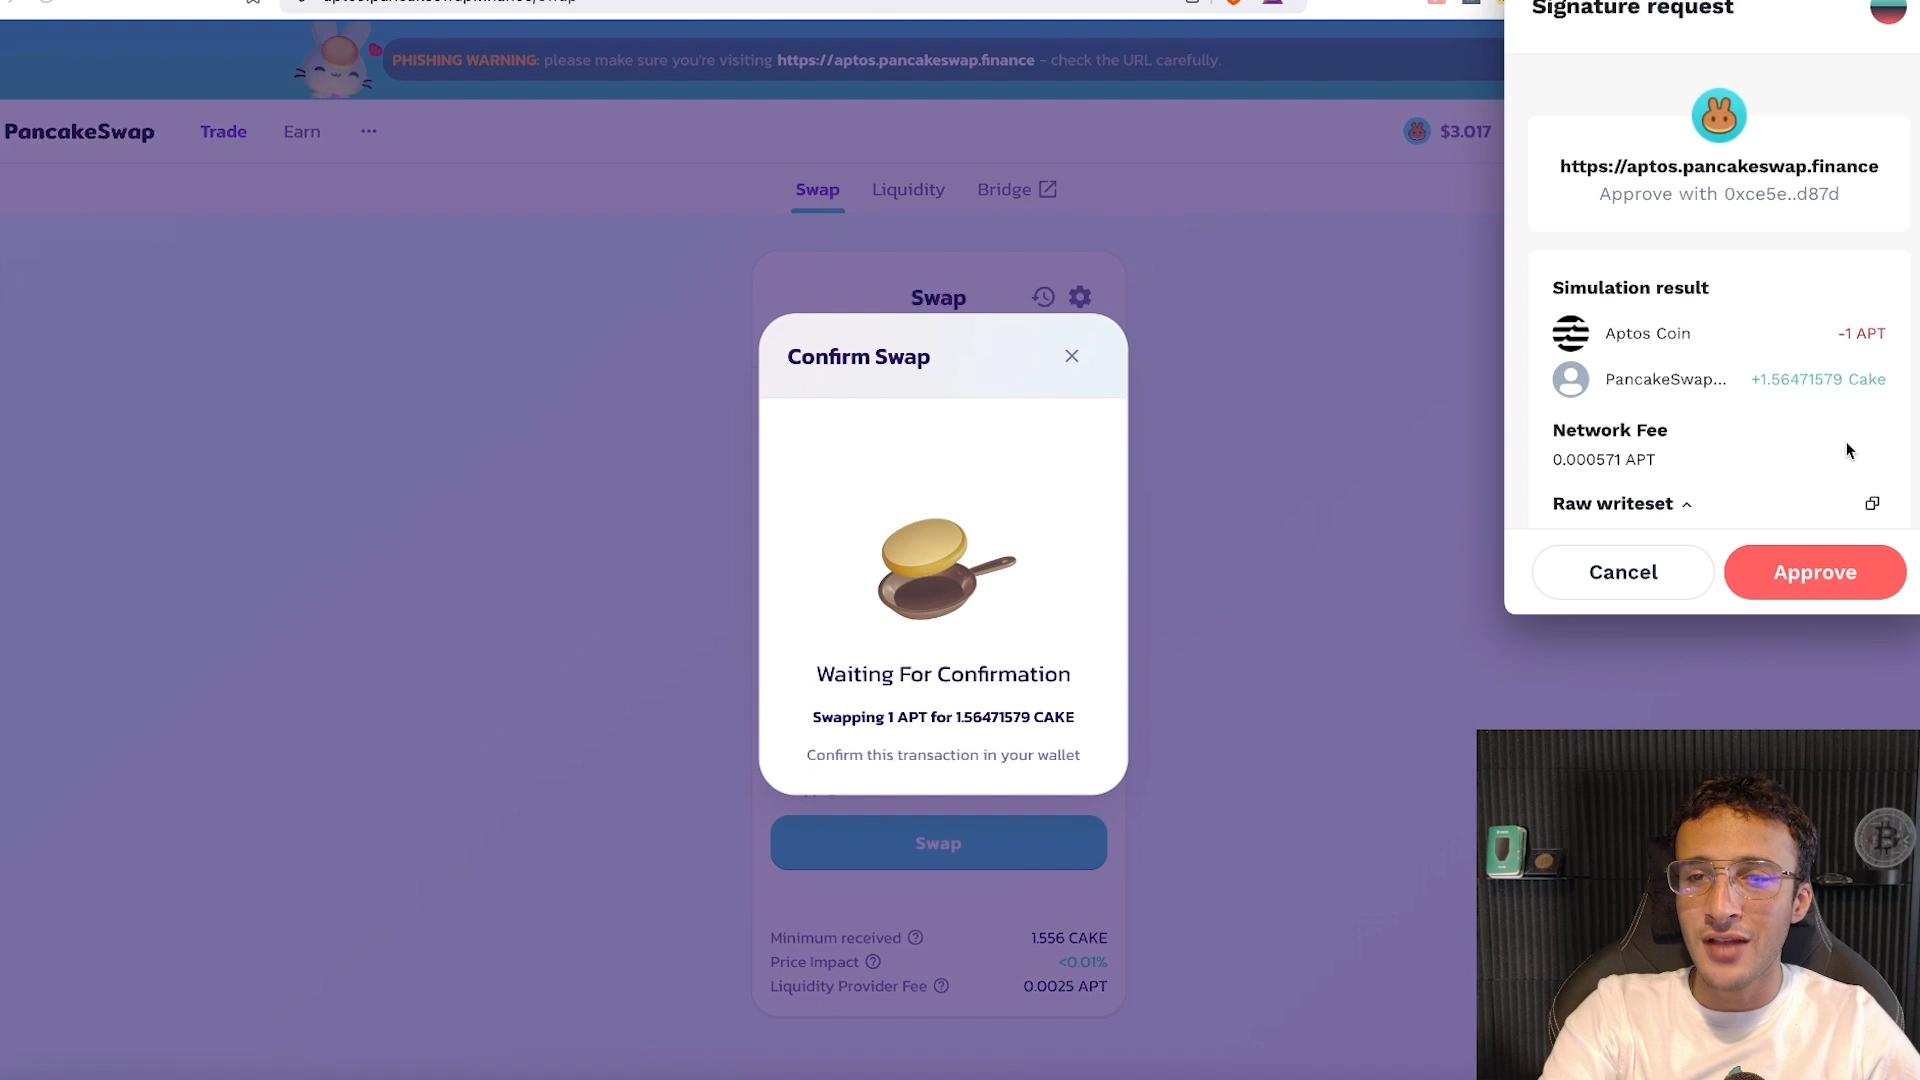 PHISHING WARNING: please make sure you're visiting https://aptos.pancakeswap.finance - check the URL carefully.
PancakeSwap
Trade
Earn
$3.017
Swap
Liquidity
Bridge
Swap
Confirm Swap
Waiting For Confirmation
Swapping 1 APT for 1.56471579 CAKE
Confirm this transaction in your wallet
Swap
Minimum received
1.556 CAKE
Price Impact
<0.01%
Liquidity Provider Fee
0.0025 APT
Signature request
https://aptos.pancakeswap.finance
Approve with 0xce5e..d87d
Simulation result
Aptos Coin
-1 APT
PancakeSwap...
+1.56471579 Cake
Network Fee
0.000571 APT
Raw writeset
Cancel
Approve